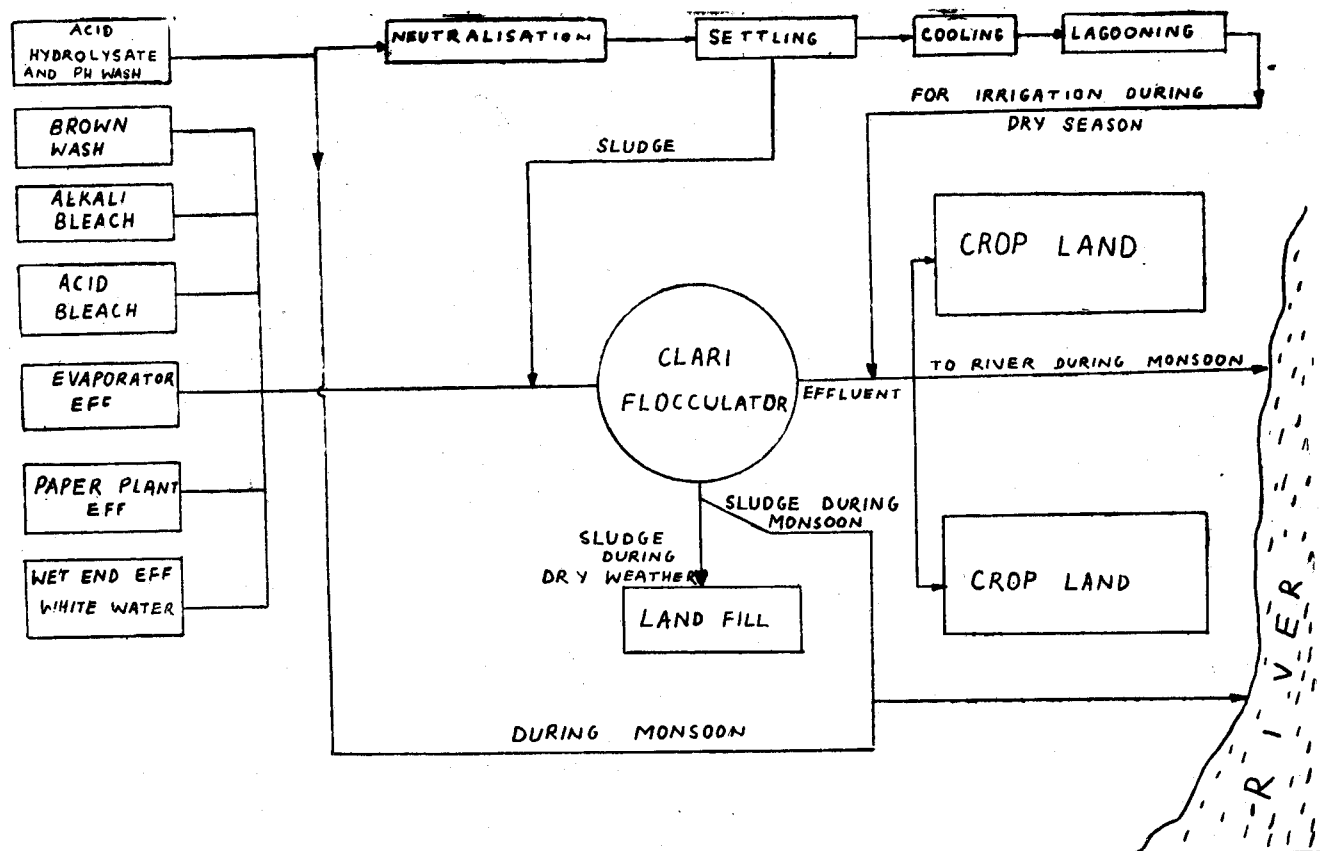 ACID
HYDROLYSATE
AND PH WASH
NEUTRALISATION
SETTLING
COOLING
LAGOONING
FOR IRRIGATION DURING
DRY SEASON
BROWN
WASH
SLUDGE
ALKALI
BLEACH
CROP LAND
ACID
BLEACH
CLARI
FLOCCULATOR
EVAPORATOR
EFF
EFFLUENT
TO RIVER DURING MONSOON
PAPER PLANT
EFF
SLUDGE DURING
MONSOON
SLUDGE
DURING
DRY WEATHER
WET END EFF
WHITE WATER
LAND FILL
CROP LAND
DURING MONSOON
RIVER